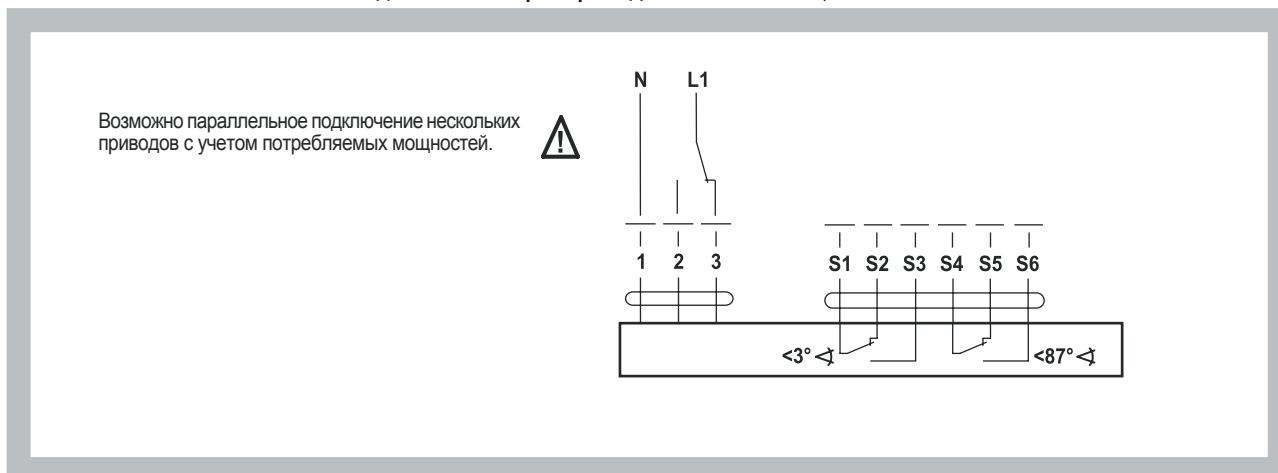 N L1
Возможно параллельное подключение нескольких
приводов с учетом потребляемых мощностей.
1 2 3
S1 S2 S3 S4 S5 S6
<3° <87°